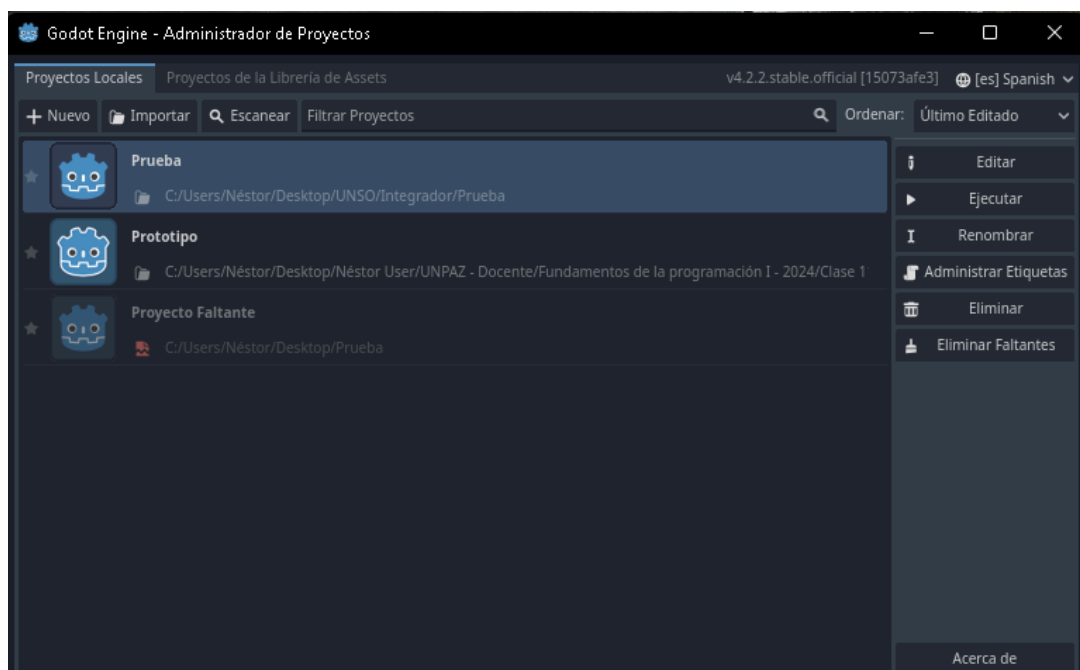 Godot Engine - Administrador de Proyectos
Proyectos Locales Proyectos de la Librería de Assets v4.2.2.stable.official [15073afe3] [es] Spanish
+ Nuevo Importar Escanear Filtrar Proyectos Ordenar: Último Editado
Prueba
C:/Users/Néstor/Desktop/UNSO/Integrador/Prueba
Prototipo
C:/Users/Néstor/Desktop/Néstor User/UNPAZ - Docente/Fundamentos de la programación I - 2024/Clase 1
Proyecto Faltante
C:/Users/Néstor/Desktop/Prueba
Editar
Ejecutar
Renombrar
Administrar Etiquetas
Eliminar
Eliminar Faltantes
Acerca de